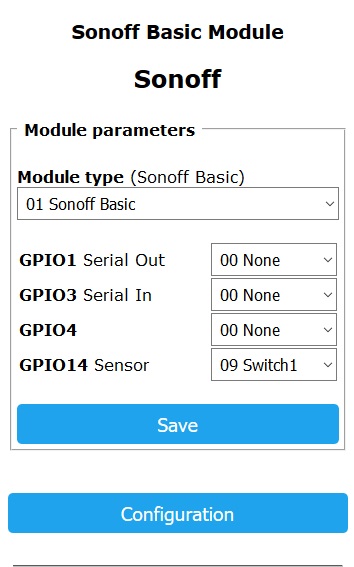 Sonoff Basic Module
Sonoff
Module parameters
Module type (Sonoff Basic)
01 Sonoff Basic
GPIO1 Serial Out 00 None
GPIO3 Serial In 00 None
GPIO4 00 None
GPIO14 Sensor 09 Switch1
Save
Configuration